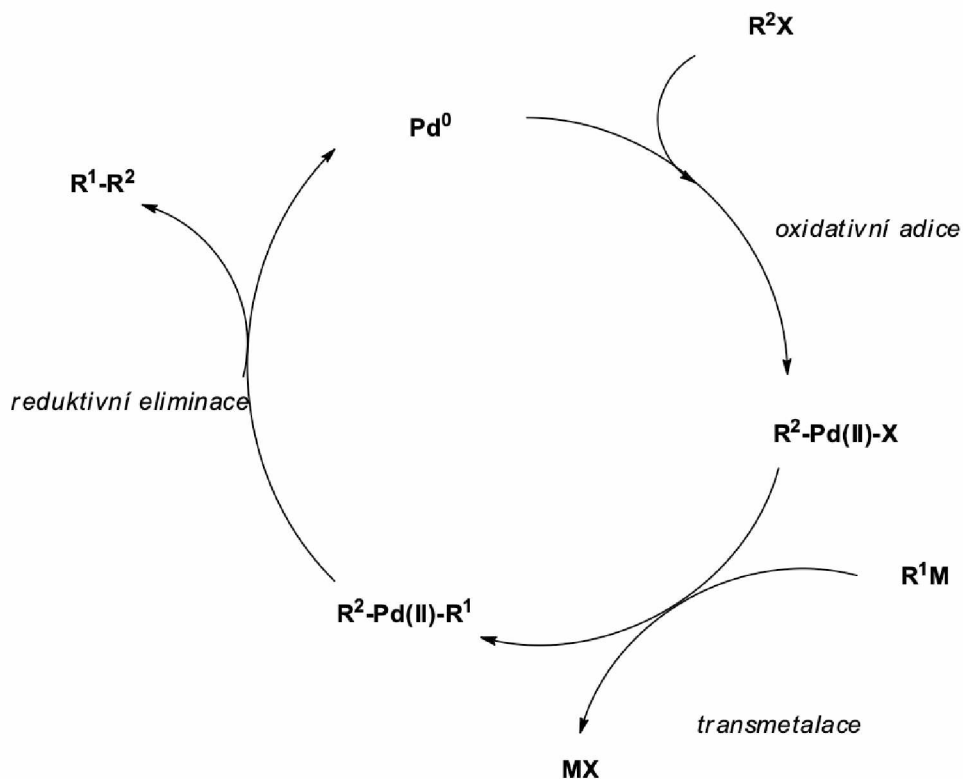 R²X
Pd⁰
R¹-R²
oxidativní adice
reduktivní eliminace
R²-Pd(II)-X
R¹M
R²-Pd(II)-R¹
transmetalace
MX